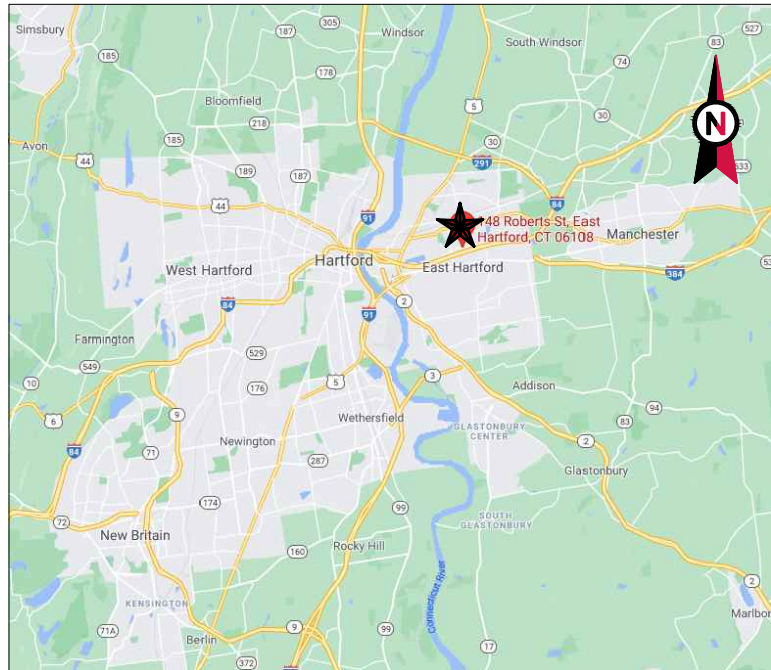 Simsbury
187
305
Windsor
South Windsor
83
527
185
178
74
Bloomfield
5
218
30
30
N
185
Avon
44
189
187
291
533
44
91
84
148 Roberts St, East
Hartford, CT 06108
Manchester
West Hartford
Hartford
East Hartford
384
2
84
91
Farmington
549
529
3
10
176
5
Addison
94
6
9
Wethersfield
83
84
71
Newington
GLASTONBURY
CENTER
2
287
Glastonbury
174
99
72
New Britain
SOUTH
GLASTONBURY
160
Rocky Hill
Connecticut River
2
KENSINGTON
Marlbo
71A
9
99
Berlin
17
372